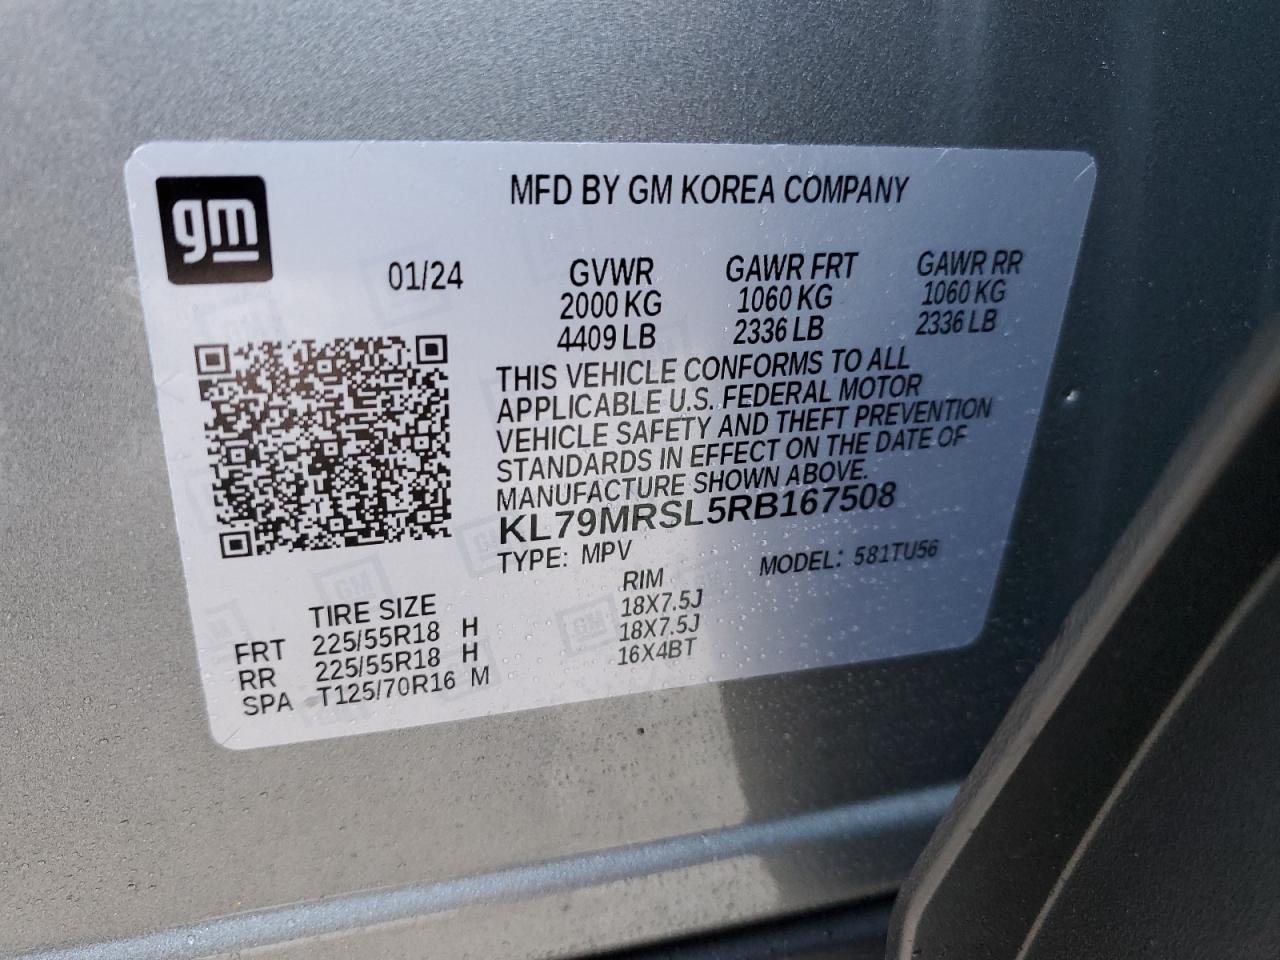 gm
MFD BY GM KOREA COMPANY
01/24 GVWR GAWR FRT GAWR RR
2000 KG 1060 KG 1060 KG
4409 LB 2336 LB 2336 LB
THIS VEHICLE CONFORMS TO ALL
APPLICABLE U.S. FEDERAL MOTOR
VEHICLE SAFETY AND THEFT PREVENTION
STANDARDS IN EFFECT ON THE DATE OF
MANUFACTURE SHOWN ABOVE.
KL79MRSL5RB167508
TYPE: MPV MODEL: 581TU56
TIRE SIZE RIM
FRT 225/55R18 H 18X7.5J
RR 225/55R18 H 18X7.5J
SPA T125/70R16 M 16X4BT